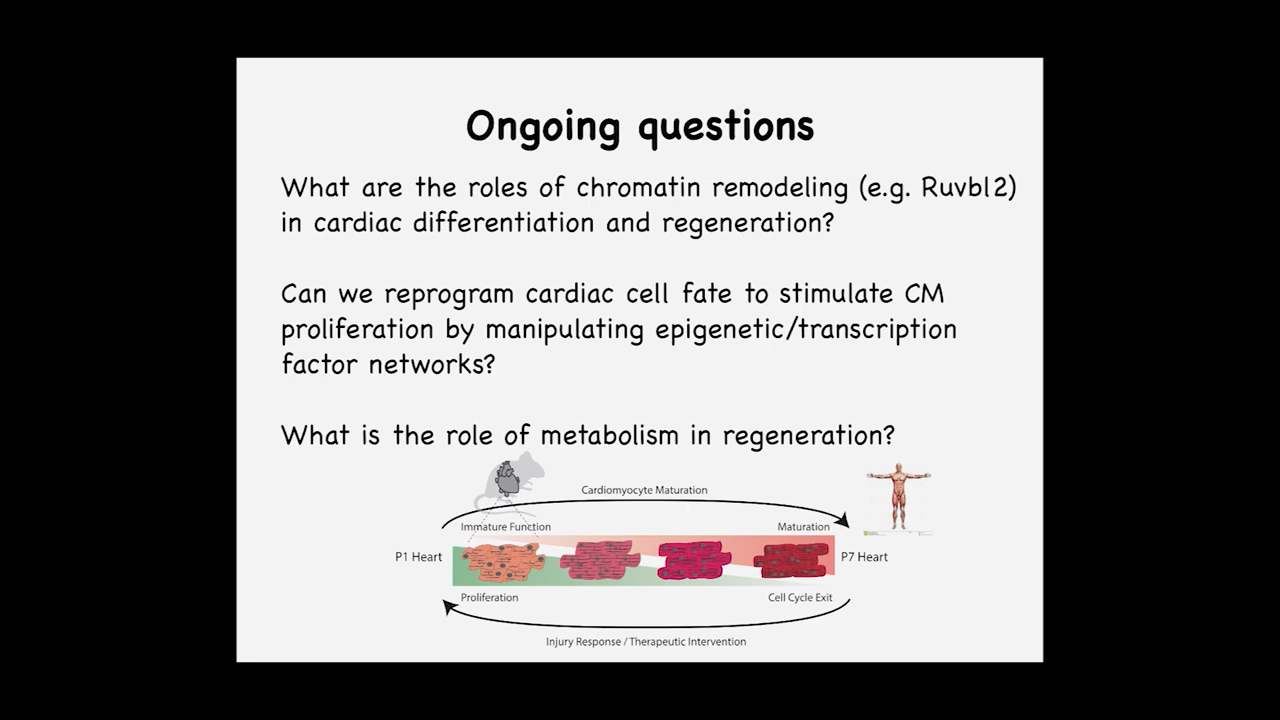 Ongoing questions
What are the roles of chromatin remodeling (e.g. Ruvbl2)
in cardiac differentiation and regeneration?
Can we reprogram cardiac cell fate to stimulate CM
proliferation by manipulating epigenetic/transcription
factor networks?
What is the role of metabolism in regeneration?
Cardiomyocyte Maturation
Immature Function
Maturation
P1 Heart
P7 Heart
Proliferation
Cell Cycle Exit
Injury Response / Therapeutic Intervention